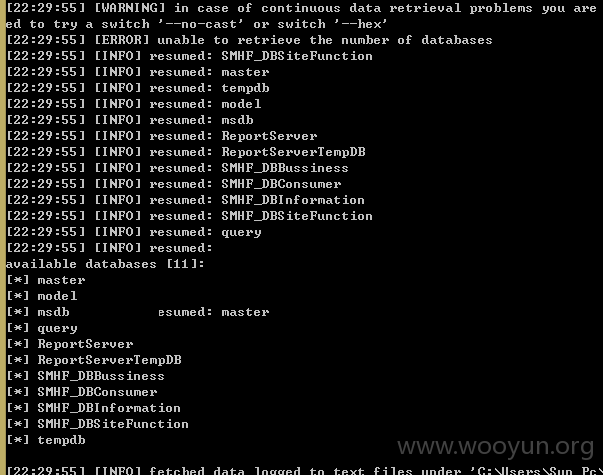 [22:29:55] [WARNING] in case of continuous data retrieval problems you are
ed to try a switch '--no-cast' or switch '--hex'
[22:29:55] [ERROR] unable to retrieve the number of databases
[22:29:55] [INFO] resumed: SMHF_DBSiteFunction
[22:29:55] [INFO] resumed: master
[22:29:55] [INFO] resumed: tempdb
[22:29:55] [INFO] resumed: model
[22:29:55] [INFO] resumed: msdb
[22:29:55] [INFO] resumed: ReportServer
[22:29:55] [INFO] resumed: ReportServerTempDB
[22:29:55] [INFO] resumed: SMHF_DBBussiness
[22:29:55] [INFO] resumed: SMHF_DBConsumer
[22:29:55] [INFO] resumed: SMHF_DBInformation
[22:29:55] [INFO] resumed: SMHF_DBSiteFunction
[22:29:55] [INFO] resumed: query
[22:29:55] [INFO] resumed:
available databases [11]:
[*] master
[*] model
[*] msdb esumed: master
[*] query
[*] ReportServer
[*] ReportServerTempDB
[*] SMHF_DBBussiness
[*] SMHF_DBConsumer
[*] SMHF_DBInformation
[*] SMHF_DBSiteFunction
[*] tempdb
www.wooyun.org
[22:29:55] [INFO] fetched data logged to text files under 'C:\Users\Sun_Pc\